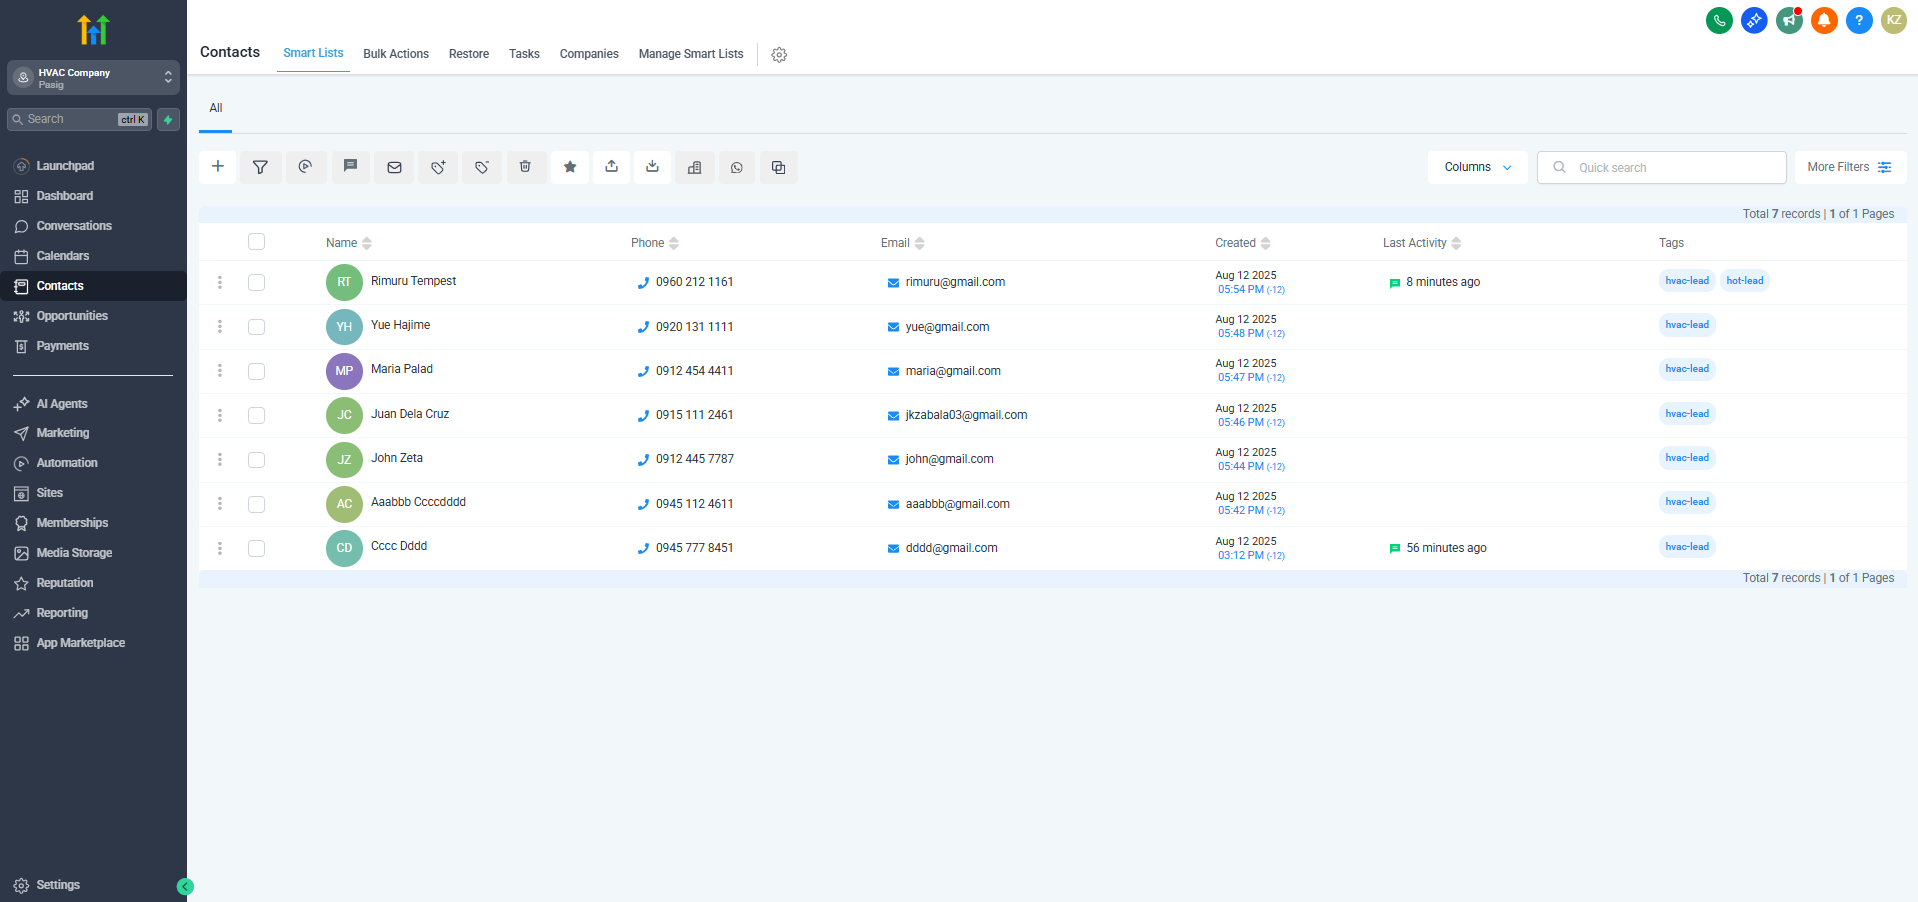 KZ
Contacts Smart Lists Bulk Actions Restore Tasks Companies Manage Smart Lists
HVAC Company
Pasig
Search ctrl K
Launchpad
Dashboard
Conversations
Calendars
Contacts
Opportunities
Payments
AI Agents
Marketing
Automation
Sites
Memberships
Media Storage
Reputation
Reporting
App Marketplace
Settings
All
Columns Quick search More Filters
Total 7 records | 1 of 1 Pages
Name Phone Email Created Last Activity Tags
RT Rimuru Tempest 0960 212 1161 rimuru@gmail.com Aug 12 2025 05:54 PM (-12) 8 minutes ago hvac-lead hot-lead
YH Yue Hajime 0920 131 1111 yue@gmail.com Aug 12 2025 05:48 PM (-12) hvac-lead
MP Maria Palad 0912 454 4411 maria@gmail.com Aug 12 2025 05:47 PM (-12) hvac-lead
JC Juan Dela Cruz 0915 111 2461 jkzabala03@gmail.com Aug 12 2025 05:46 PM (-12) hvac-lead
JZ John Zeta 0912 445 7787 john@gmail.com Aug 12 2025 05:44 PM (-12) hvac-lead
AC Aaabbb Ccccdddd 0945 112 4611 aaabbb@gmail.com Aug 12 2025 05:42 PM (-12) hvac-lead
CD Cccc Dddd 0945 777 8451 dddd@gmail.com Aug 12 2025 03:12 PM (-12) 56 minutes ago hvac-lead
Total 7 records | 1 of 1 Pages